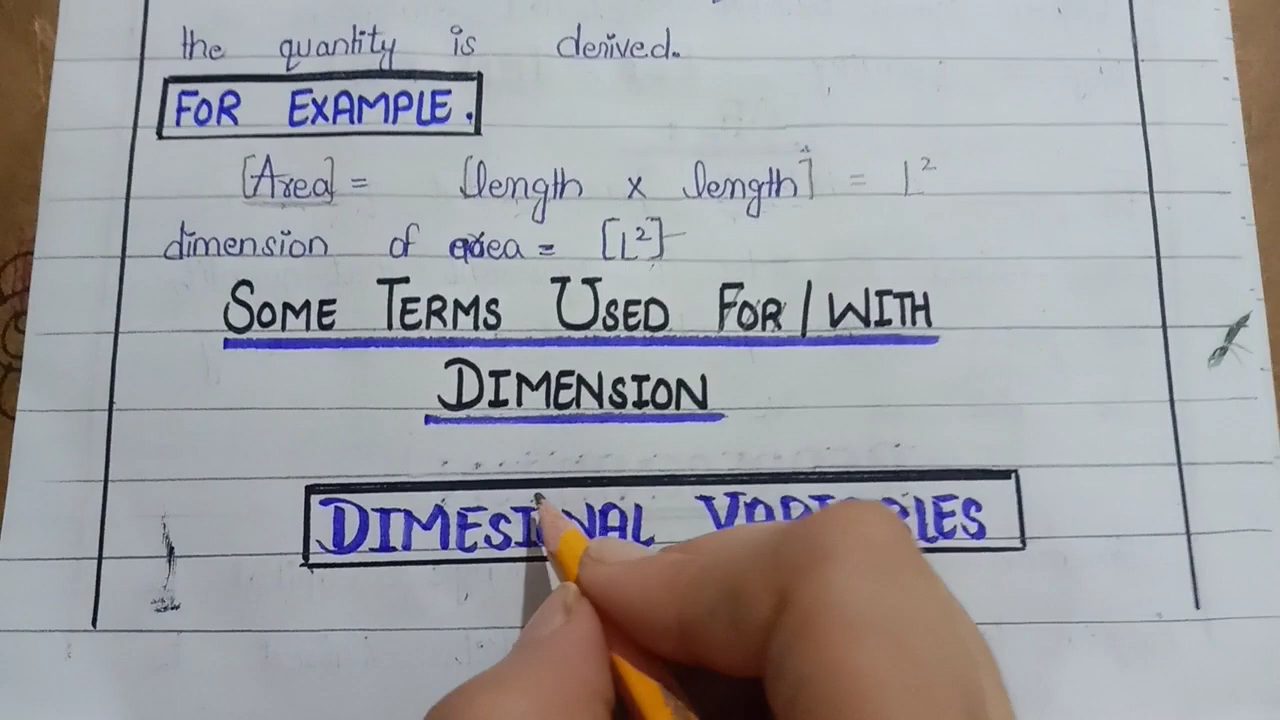 the quantity is derived.
FOR EXAMPLE.
[Area] = [length x length] = L²
dimension of area = [L²]
SOME TERMS USED FOR/WITH
DIMENSION